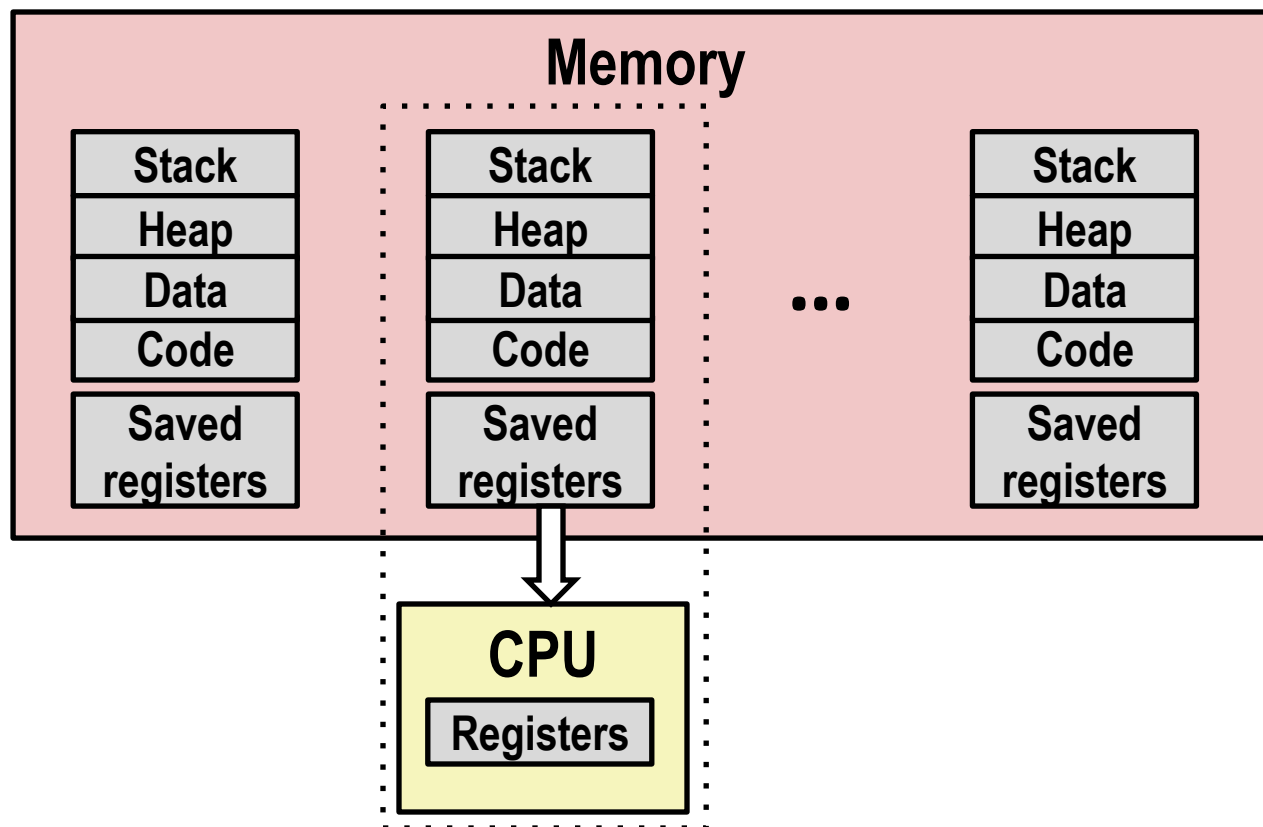 Memory
Stack
Heap
Data
Code
Saved
registers
Stack
Heap
Data
Code
Saved
registers
...
Stack
Heap
Data
Code
Saved
registers
CPU
Registers